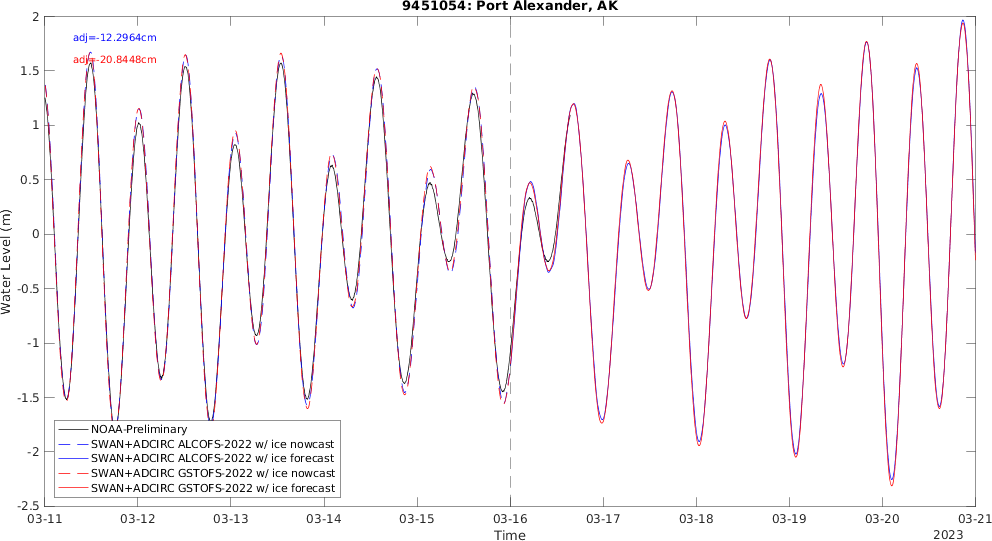 9451054: Port Alexander, AK
adj=-12.2964cm
adj=-20.8448cm
Water Level (m)
2
1.5
1
0.5
0
-0.5
-1
-1.5
-2
-2.5
NOAA-Preliminary
SWAN+ADCIRC ALCOFS-2022 w/ ice nowcast
SWAN+ADCIRC ALCOFS-2022 w/ ice forecast
SWAN+ADCIRC GSTOFS-2022 w/ ice nowcast
SWAN+ADCIRC GSTOFS-2022 w/ ice forecast
03-11 03-12 03-13 03-14 03-15 03-16 03-17 03-18 03-19 03-20 03-21
Time
2023